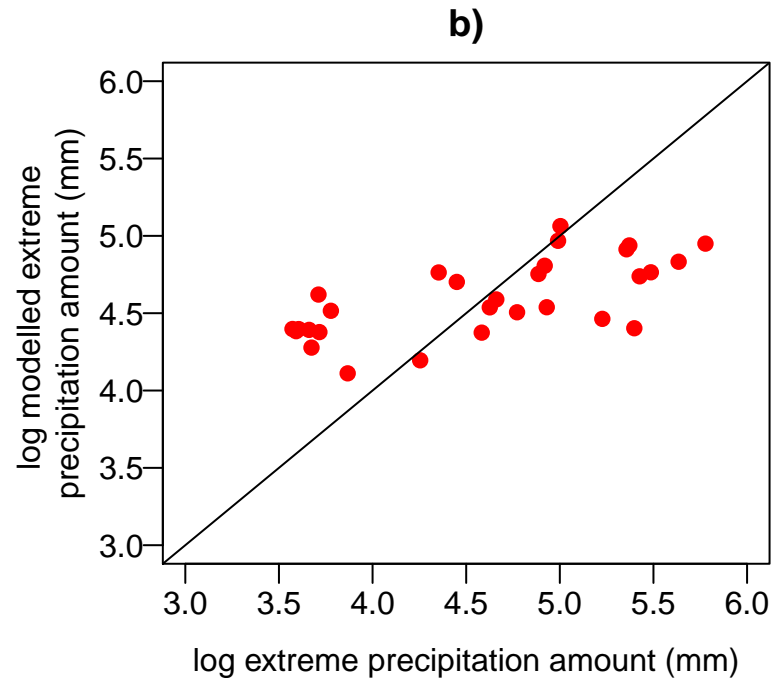 b)
log modelled extreme
precipitation amount (mm)
6.0
5.5
5.0
4.5
4.0
3.5
3.0
3.0 3.5 4.0 4.5 5.0 5.5 6.0
log extreme precipitation amount (mm)